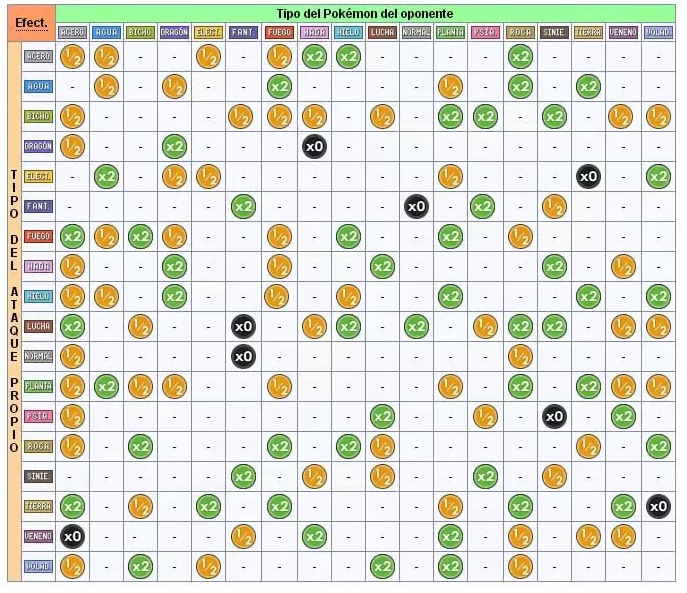 Efect. Tipo del Pokémon del oponente
ACERO AGUA BICHO DRAGÓN ELECT. FANT. FUEGO HADA HIELO LUCHA NORMAL PLANTA PSIQ. ROCA SINIE. TIERRA VENENO VOLAD.
TIPO DEL ATAQUE PROPIO
ACERO ½ ½ - - ½ - ½ x2 x2 - - - - x2 - - - -
AGUA - ½ - ½ - - x2 - - - - ½ - x2 - x2 - -
BICHO ½ - - - - ½ ½ ½ - ½ - x2 x2 - x2 - ½ ½
DRAGÓN ½ - - x2 - - - x0 - - - - - - - - - -
ELECT. - x2 - ½ ½ - - - - - - ½ - - - x0 - x2
FANT. - - - - - x2 - - - - x0 - x2 - ½ - - -
FUEGO x2 ½ x2 ½ - - ½ - x2 - - x2 - ½ - - - -
HADA ½ - - x2 - - ½ - - x2 - - - - x2 - ½ -
HIELO ½ ½ - x2 - - ½ - ½ - - x2 - - - x2 - x2
LUCHA x2 - ½ - - x0 - ½ x2 - x2 - ½ x2 x2 - ½ ½
NORMAL ½ - - - - x0 - - - - - - - ½ - - - -
PLANTA ½ x2 ½ ½ - - ½ - - - - ½ - x2 - x2 ½ ½
PSIQ. ½ - - - - - - - - x2 - - ½ - x0 - x2 -
ROCA ½ - x2 - - - x2 - x2 ½ - - - - - ½ - x2
SINIE. - - - - - x2 - ½ - ½ - - x2 - ½ - - -
TIERRA x2 - ½ - x2 - x2 - - - - ½ - x2 - - x2 x0
VENENO x0 - - - - ½ - x2 - - - x2 - ½ - ½ ½ -
VOLAD. ½ - x2 - ½ - - - - x2 - x2 - ½ - - - -